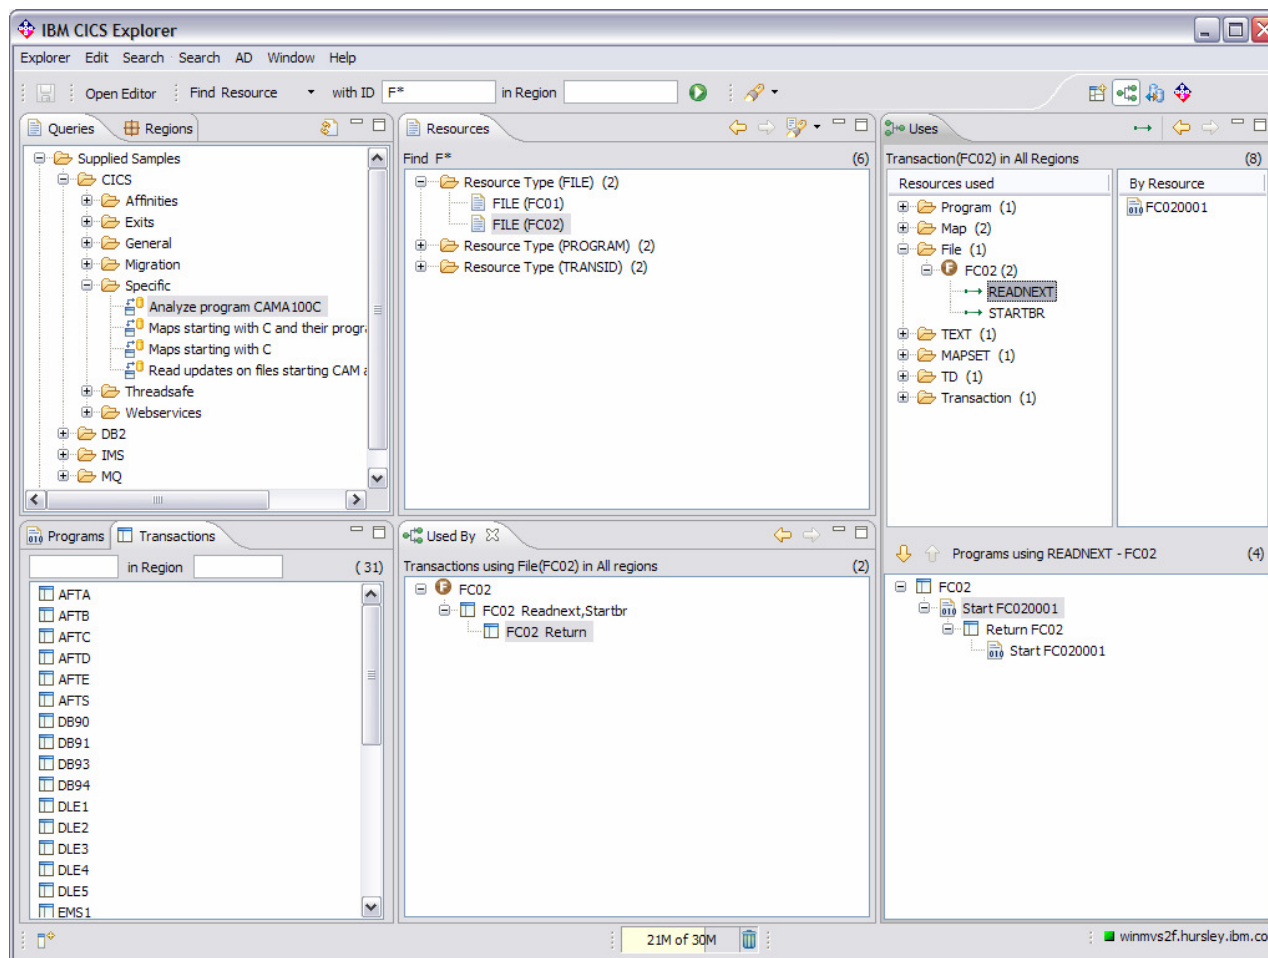 IBM CICS Explorer
Explorer Edit Search Search AD Window Help
Open Editor Find Resource with ID F* in Region
Queries Regions
Supplied Samples
CICS
Affinities
Exits
General
Migration
Specific
Analyze program CAMA100C
Maps starting with C and their progra
Maps starting with C
Read updates on files starting CAM a
Threadsafe
Webservices
DB2
IMS
MQ
Resources
Find F* (6)
Resource Type (FILE) (2)
FILE (FC01)
FILE (FC02)
Resource Type (PROGRAM) (2)
Resource Type (TRANSID) (2)
Uses
Transaction(FC02) in All Regions (8)
Resources used
Program (1)
Map (2)
File (1)
FC02 (2)
READNEXT
STARTBR
TEXT (1)
MAPSET (1)
TD (1)
Transaction (1)
By Resource
FC020001
Programs Transactions
in Region (31)
AFTA
AFTB
AFTC
AFTD
AFTE
AFTS
DB90
DB91
DB93
DB94
DLE1
DLE2
DLE3
DLE4
DLE5
EMS1
Used By
Transactions using File(FC02) in All regions (2)
FC02
FC02 Readnext,Startbr
FC02 Return
Programs using READNEXT - FC02 (4)
FC02
Start FC020001
Return FC02
Start FC020001
21M of 30M
winmvs2f.hursley.ibm.co